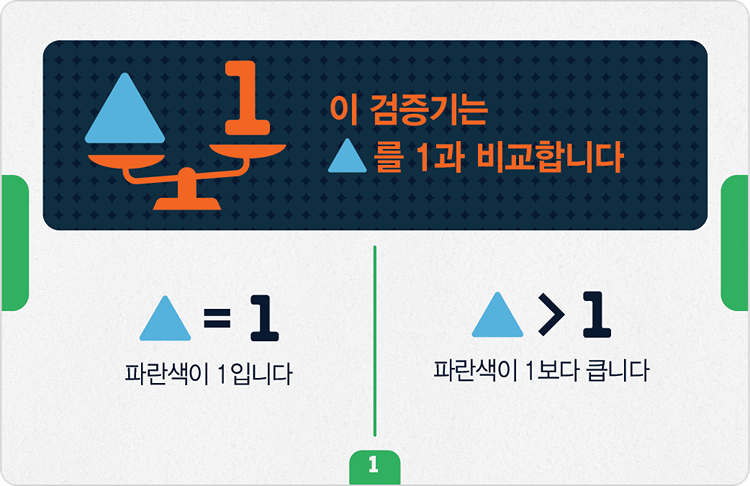 1
이 검증기는
▲를 1과 비교합니다
▲ = 1
파란색이 1입니다
▲ > 1
파란색이 1보다 큽니다
1